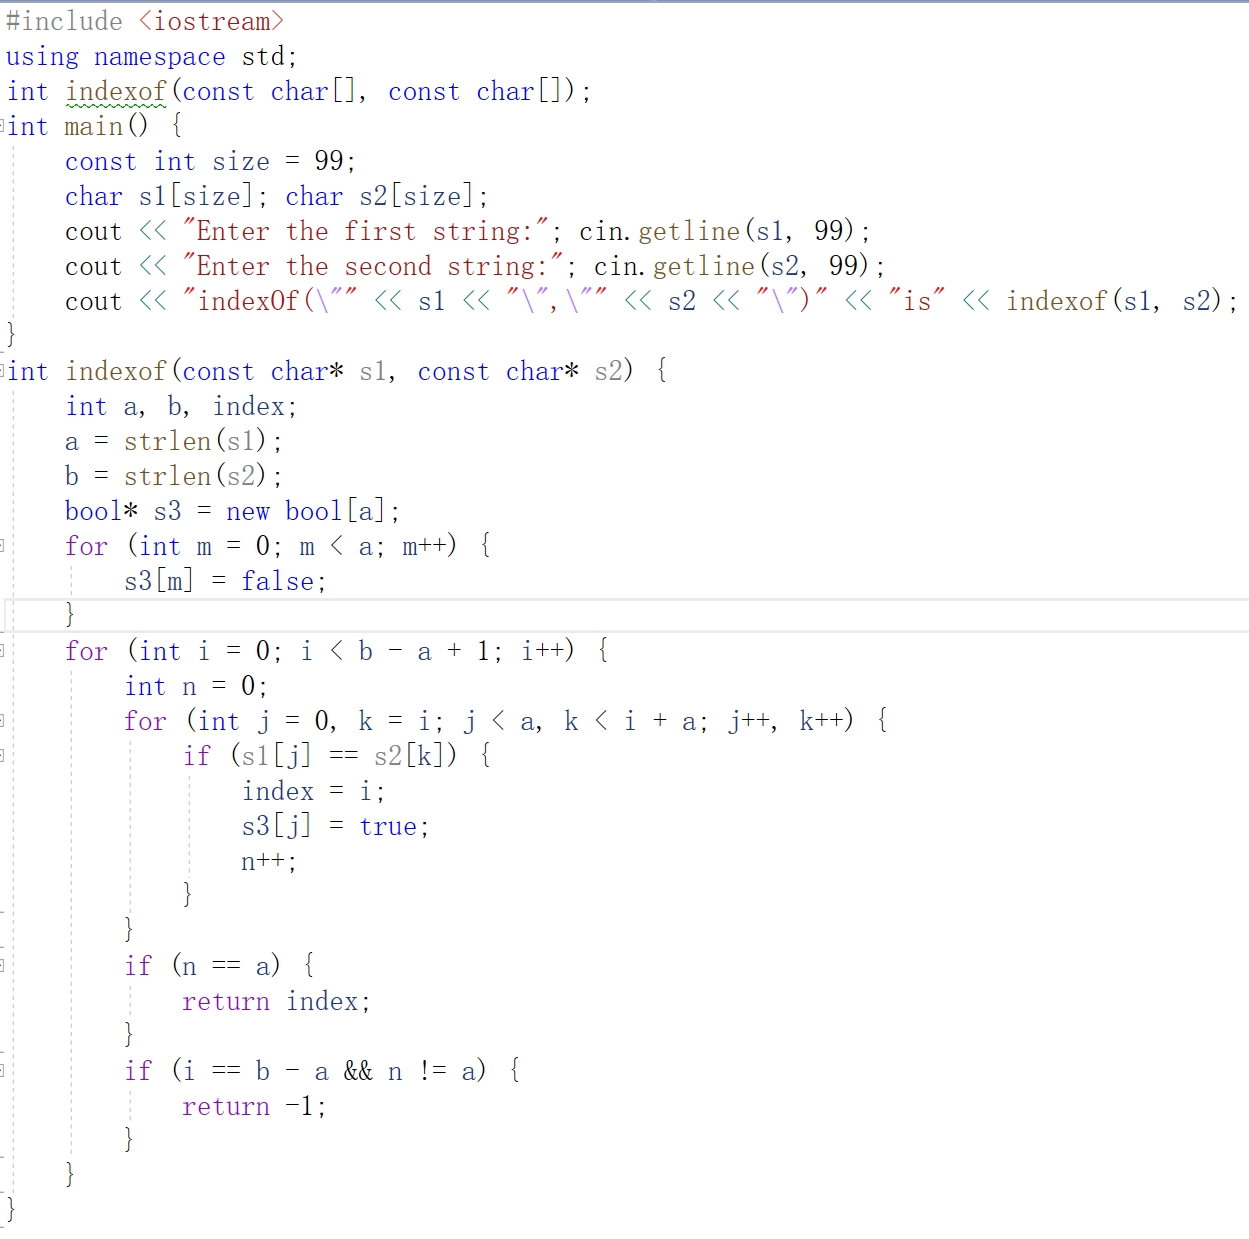 #include <iostream>
using namespace std;
int indexof(const char[], const char[]);
int main() {
    const int size = 99;
    char s1[size]; char s2[size];
    cout << "Enter the first string:"; cin.getline(s1, 99);
    cout << "Enter the second string:"; cin.getline(s2, 99);
    cout << "indexOf(\"" << s1 << "\",\"" << s2 << "\")" << "is" << indexof(s1, s2);
}
int indexof(const char* s1, const char* s2) {
    int a, b, index;
    a = strlen(s1);
    b = strlen(s2);
    bool* s3 = new bool[a];
    for (int m = 0; m < a; m++) {
        s3[m] = false;
    }
    for (int i = 0; i < b - a + 1; i++) {
        int n = 0;
        for (int j = 0, k = i; j < a, k < i + a; j++, k++) {
            if (s1[j] == s2[k]) {
                index = i;
                s3[j] = true;
                n++;
            }
        }
        if (n == a) {
            return index;
        }
        if (i == b - a && n != a) {
            return -1;
        }
    }
}